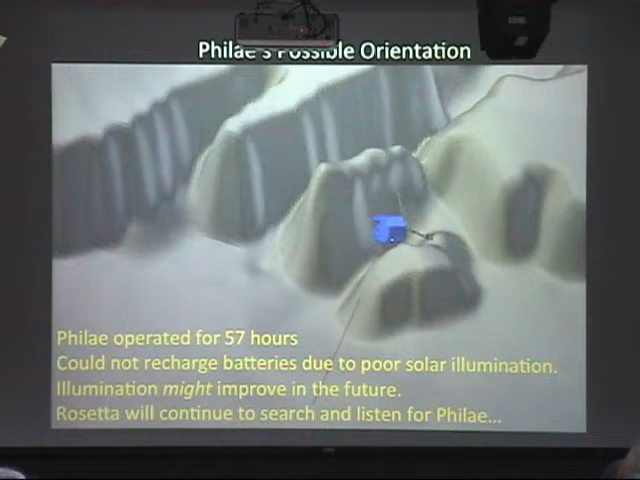 Philae's Possible Orientation
Philae operated for 57 hours
Could not recharge batteries due to poor solar illumination.
Illumination might improve in the future.
Rosetta will continue to search and listen for Philae...